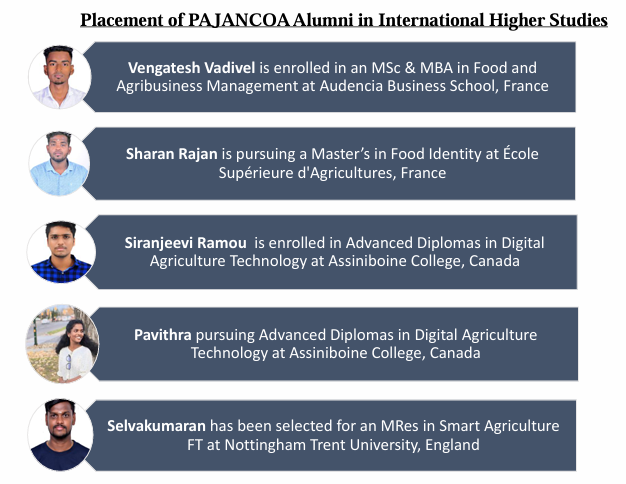 Placement of PAJANCOA Alumni in International Higher Studies
Vengatesh Vadivel is enrolled in an MSc & MBA in Food and
Agribusiness Management at Audencia Business School, France
Sharan Rajan is pursuing a Master's in Food Identity at École
Supérieure d'Agricultures, France
Siranjeevi Ramou is enrolled in Advanced Diplomas in Digital
Agriculture Technology at Assiniboine College, Canada
Pavithra pursuing Advanced Diplomas in Digital Agriculture
Technology at Assiniboine College, Canada
Selvakumaran has been selected for an MRes in Smart Agriculture
FT at Nottingham Trent University, England